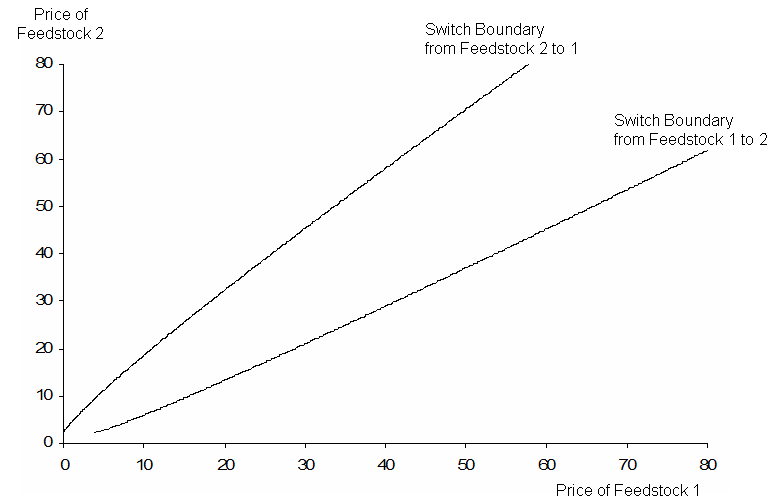 Price of
Feedstock 2
Switch Boundary
from Feedstock 2 to 1
Switch Boundary
from Feedstock 1 to 2
80
70
60
50
40
30
20
10
0
0 10 20 30 40 50 60 70 80
Price of Feedstock 1